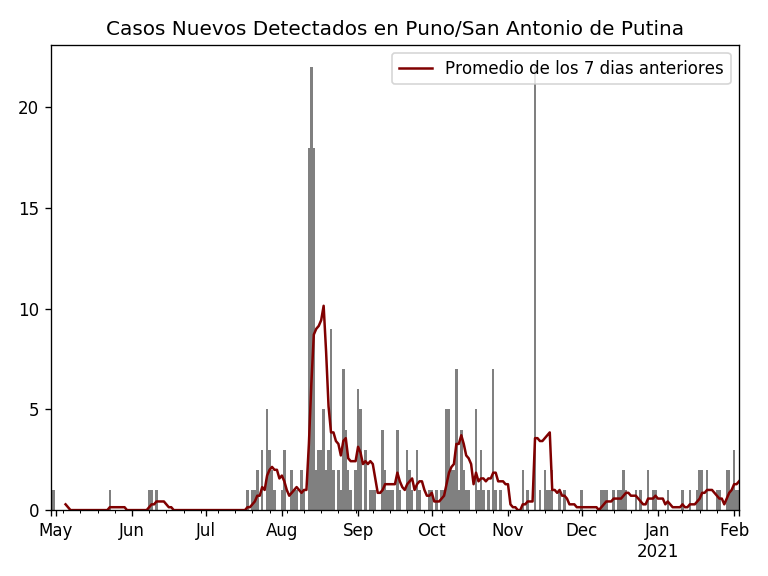 Casos Nuevos Detectados en Puno/San Antonio de Putina
Promedio de los 7 dias anteriores
20
15
10
5
0
May Jun Jul Aug Sep Oct Nov Dec Jan Feb
2021